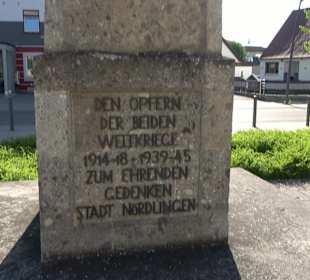 DEN OPFERN
DER BEIDEN
WELTKRIEGE
1914-18 + 1939-45
ZUM EHRENDEN
GEDENKEN
STADT NÖRDLINGEN